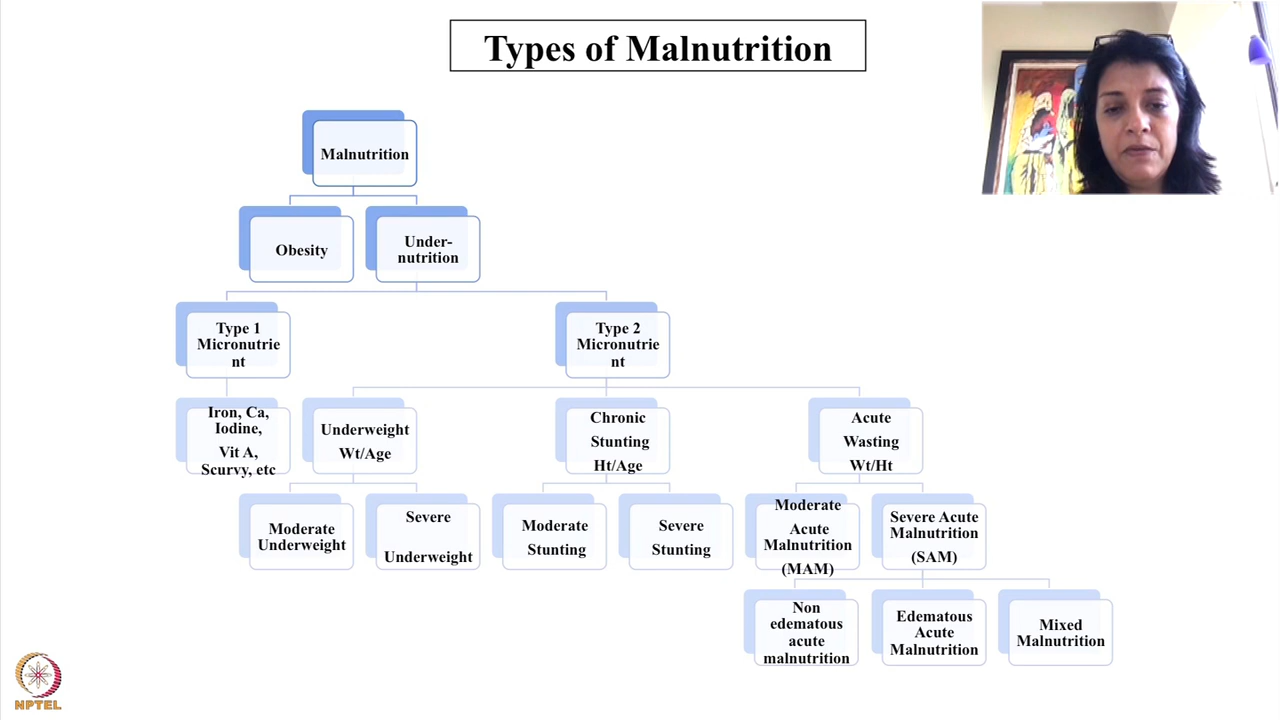 Types of Malnutrition
Malnutrition
Obesity
Under-
nutrition
Type 1
Micronutrie
nt
Type 2
Micronutrie
nt
Iron, Ca,
Iodine,
Vit A,
Scurvy, etc
Underweight
Wt/Age
Chronic
Stunting
Ht/Age
Acute
Wasting
Wt/Ht
Moderate
Underweight
Severe
Underweight
Moderate
Stunting
Severe
Stunting
Moderate
Acute
Malnutrition
(MAM)
Severe Acute
Malnutrition
(SAM)
Non
edematous
acute
malnutrition
Edematous
Acute
Malnutrition
Mixed
Malnutrition
NPTEL